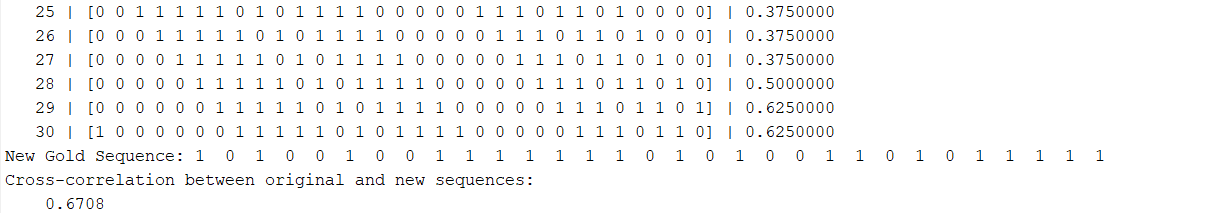 25 | [0 0 1 1 1 1 1 0 1 0 1 1 1 1 0 0 0 0 0 1 1 1 0 1 1 0 1 0 0 0 0] | 0.3750000
26 | [0 0 0 1 1 1 1 1 0 1 0 1 1 1 1 0 0 0 0 0 1 1 1 0 1 1 0 1 0 0 0] | 0.3750000
27 | [0 0 0 0 1 1 1 1 1 0 1 0 1 1 1 1 0 0 0 0 0 1 1 1 0 1 1 0 1 0 0] | 0.3750000
28 | [0 0 0 0 0 1 1 1 1 1 0 1 0 1 1 1 1 0 0 0 0 0 1 1 1 0 1 1 0 1 0] | 0.5000000
29 | [0 0 0 0 0 0 1 1 1 1 1 0 1 0 1 1 1 1 0 0 0 0 0 1 1 1 0 1 1 0 1] | 0.6250000
30 | [1 0 0 0 0 0 0 1 1 1 1 1 0 1 0 1 1 1 1 0 0 0 0 0 1 1 1 0 1 1 0] | 0.6250000
New Gold Sequence: 1 0 1 0 0 1 0 0 1 1 1 1 1 1 1 0 1 0 1 0 0 1 1 0 1 0 1 1 1 1 1
Cross-correlation between original and new sequences:
0.6708